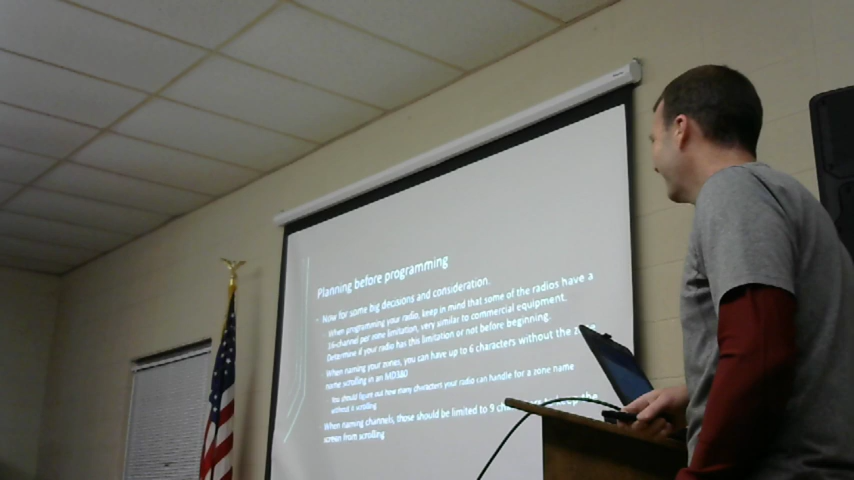 Planning before programming
Now for some big decisions and consideration.
When programming your radio, keep in mind that some of the radios have a
16-channel per zone limitation, very similar to commercial equipment.
Determine if your radio has this limitation or not before beginning.
When naming your zones, you can have up to 6 characters without the
name scrolling in an MD380
You should figure out how many characters your radio can handle for a zone name
without it scrolling
When naming channels, those should be limited to 9 the
screen from scrolling